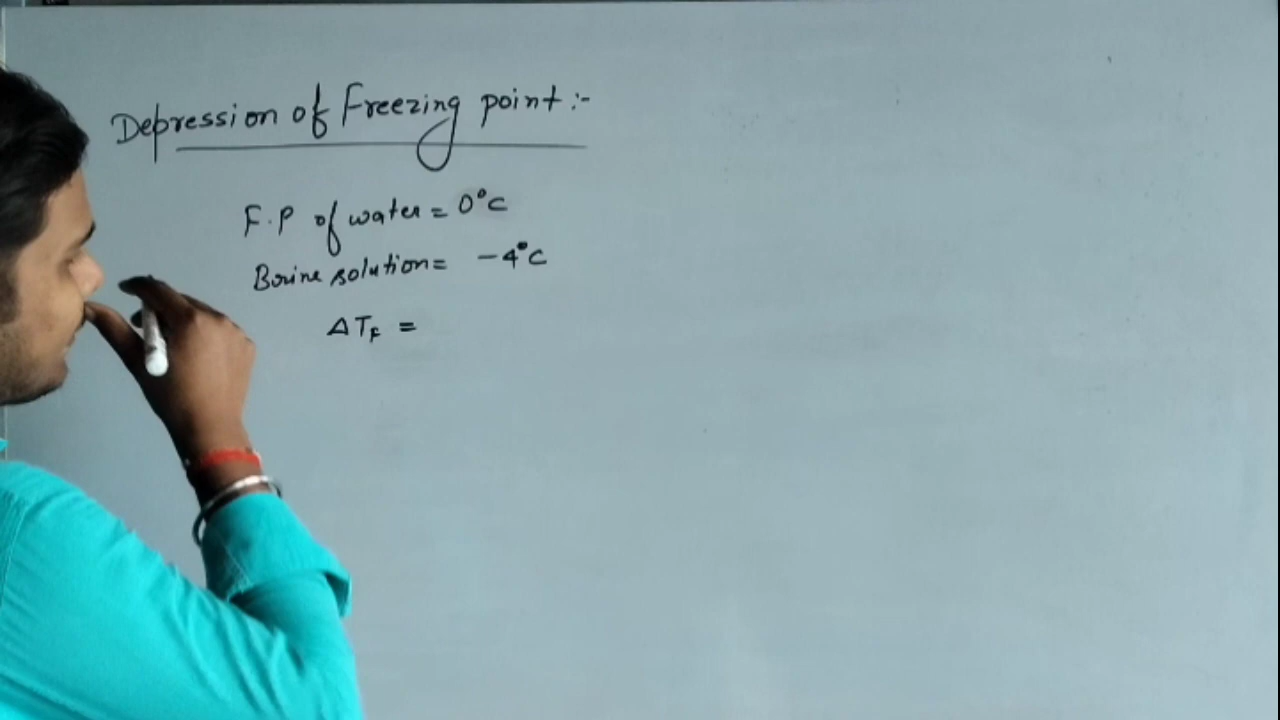 Depression of Freezing point :-
F.P of water = 0°C
Brine solution = -4°C
ΔTF =